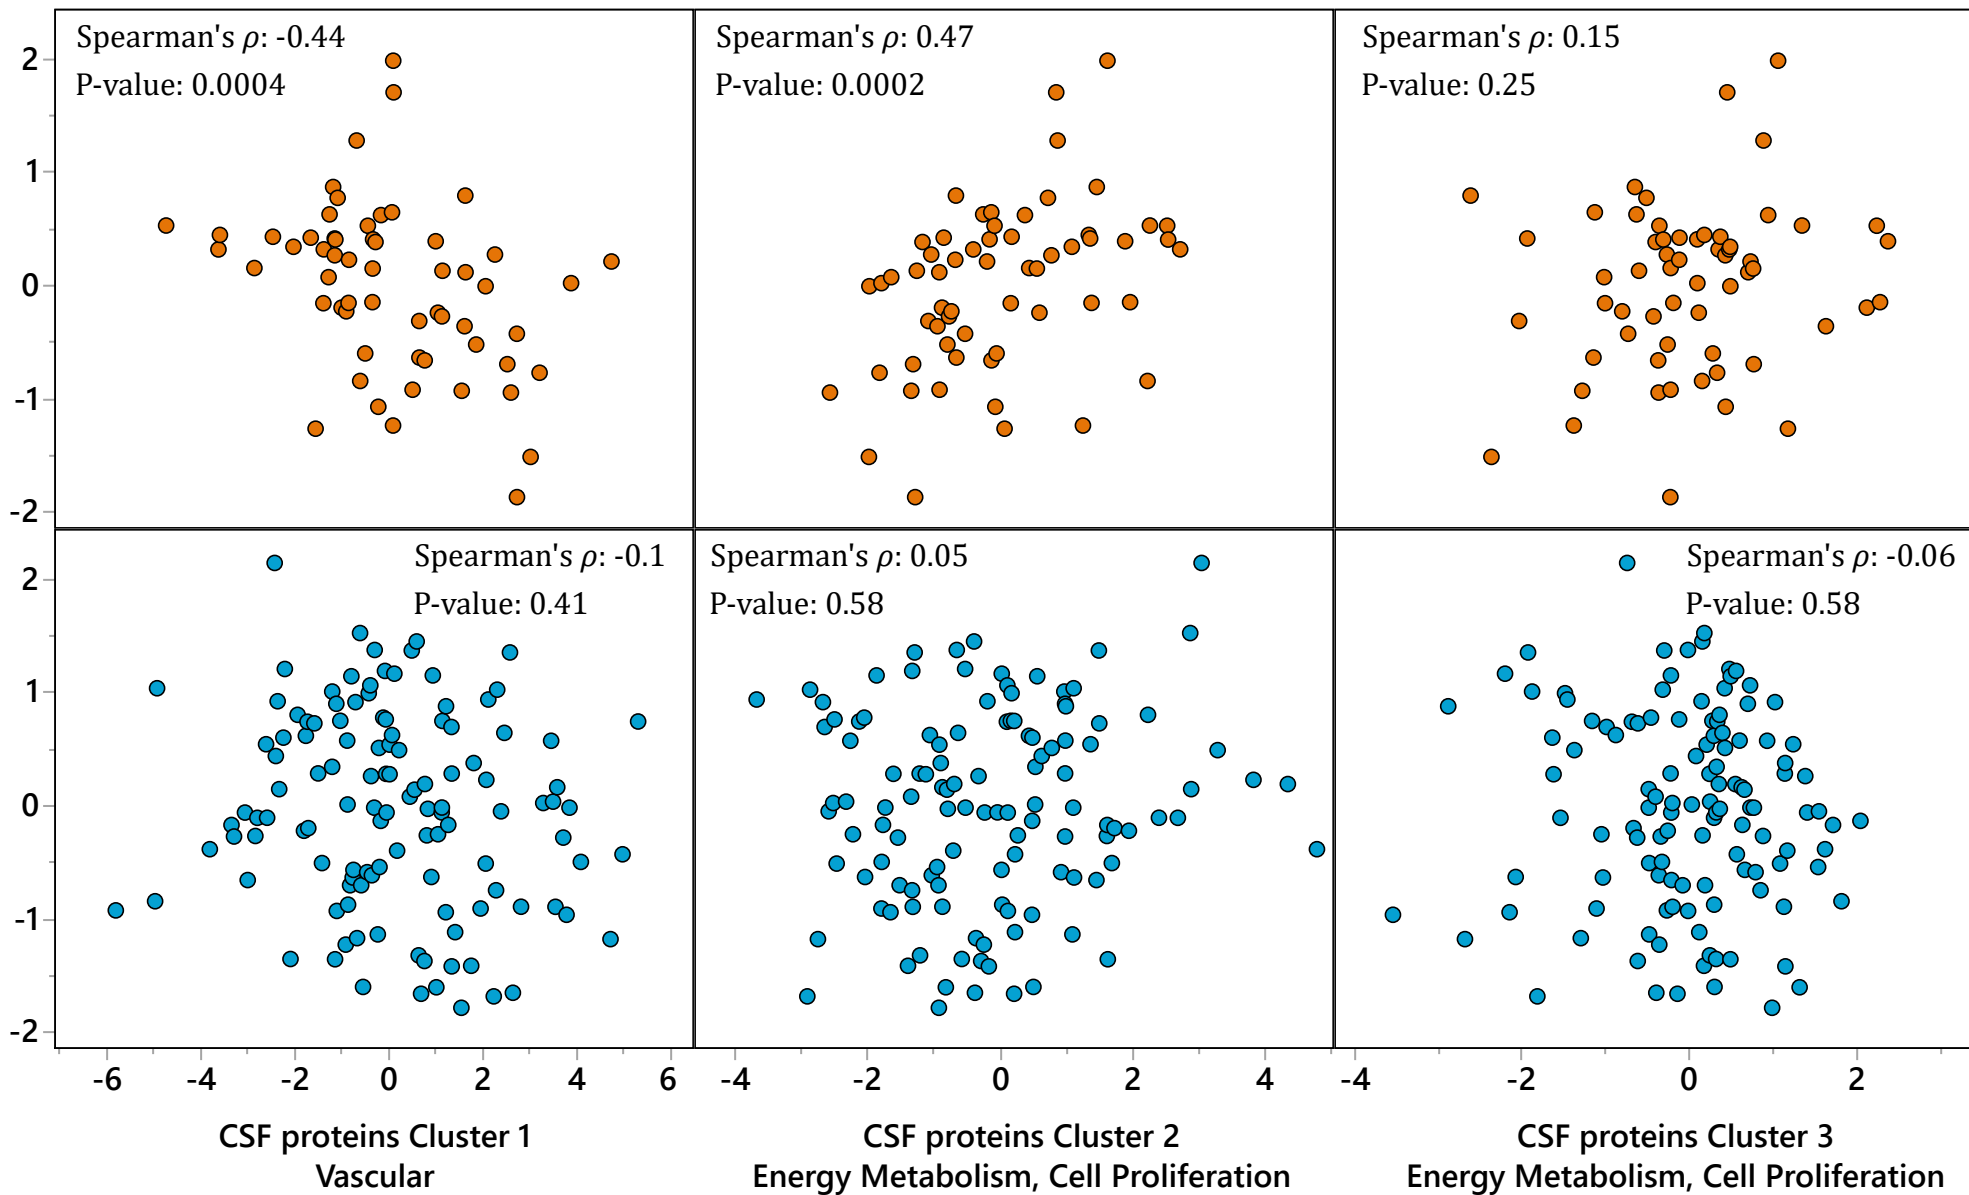 Spearman's ρ: -0.44
P-value: 0.0004
Spearman's ρ: 0.47
P-value: 0.0002
Spearman's ρ: 0.15
P-value: 0.25
2
1
0
-1
-2
Spearman's ρ: -0.1
P-value: 0.41
Spearman's ρ: 0.05
P-value: 0.58
Spearman's ρ: -0.06
P-value: 0.58
2
1
0
-1
-2
-6 -4 -2 0 2 4 6
-4 -2 0 2 4
-4 -2 0 2
CSF proteins Cluster 1
Vascular
CSF proteins Cluster 2
Energy Metabolism, Cell Proliferation
CSF proteins Cluster 3
Energy Metabolism, Cell Proliferation